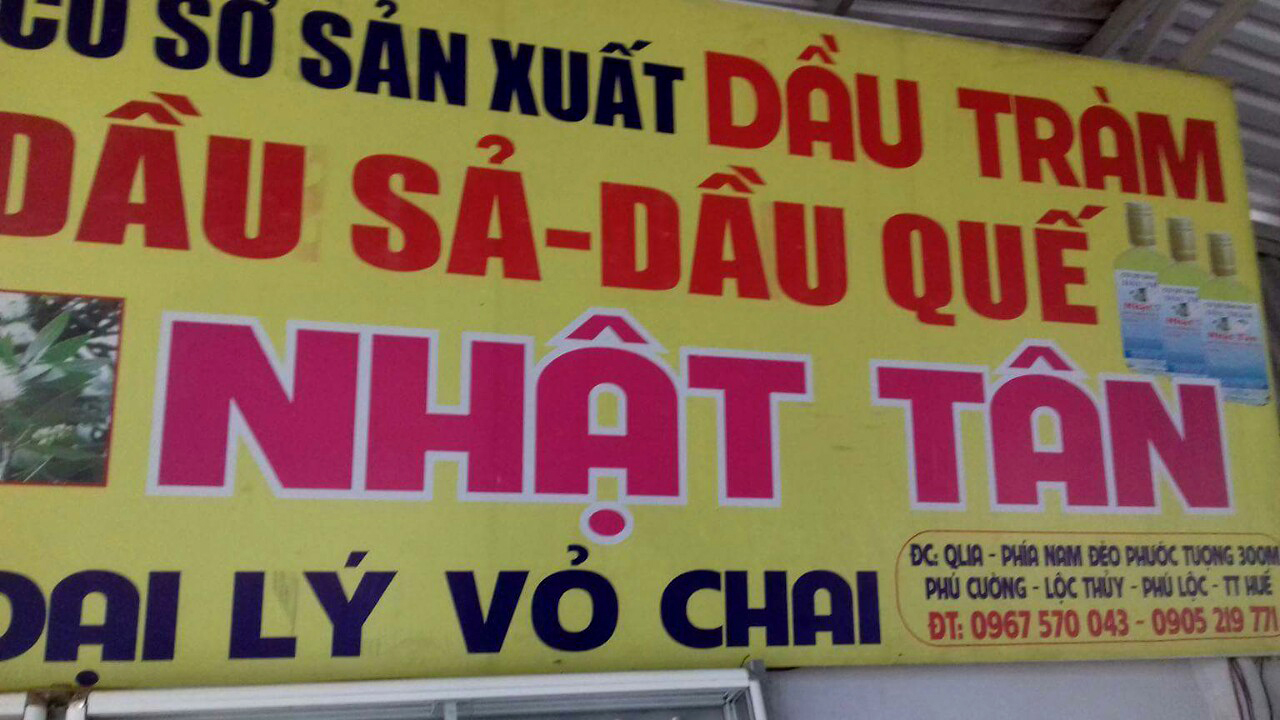 CƠ SỞ SẢN XUẤT DẦU TRÀM
DẦU SẢ-DẦU QUẾ
NHẬT TÂN
ĐẠI LÝ VỎ CHAI
ĐC: QL1A - PHÍA NAM ĐÈO PHƯỚC TƯỢNG 300M
PHÚ CƯỜNG - LỘC THỦY - PHÚ LỘC - TT HUẾ
ĐT: 0967 570 043 - 0905 219 771